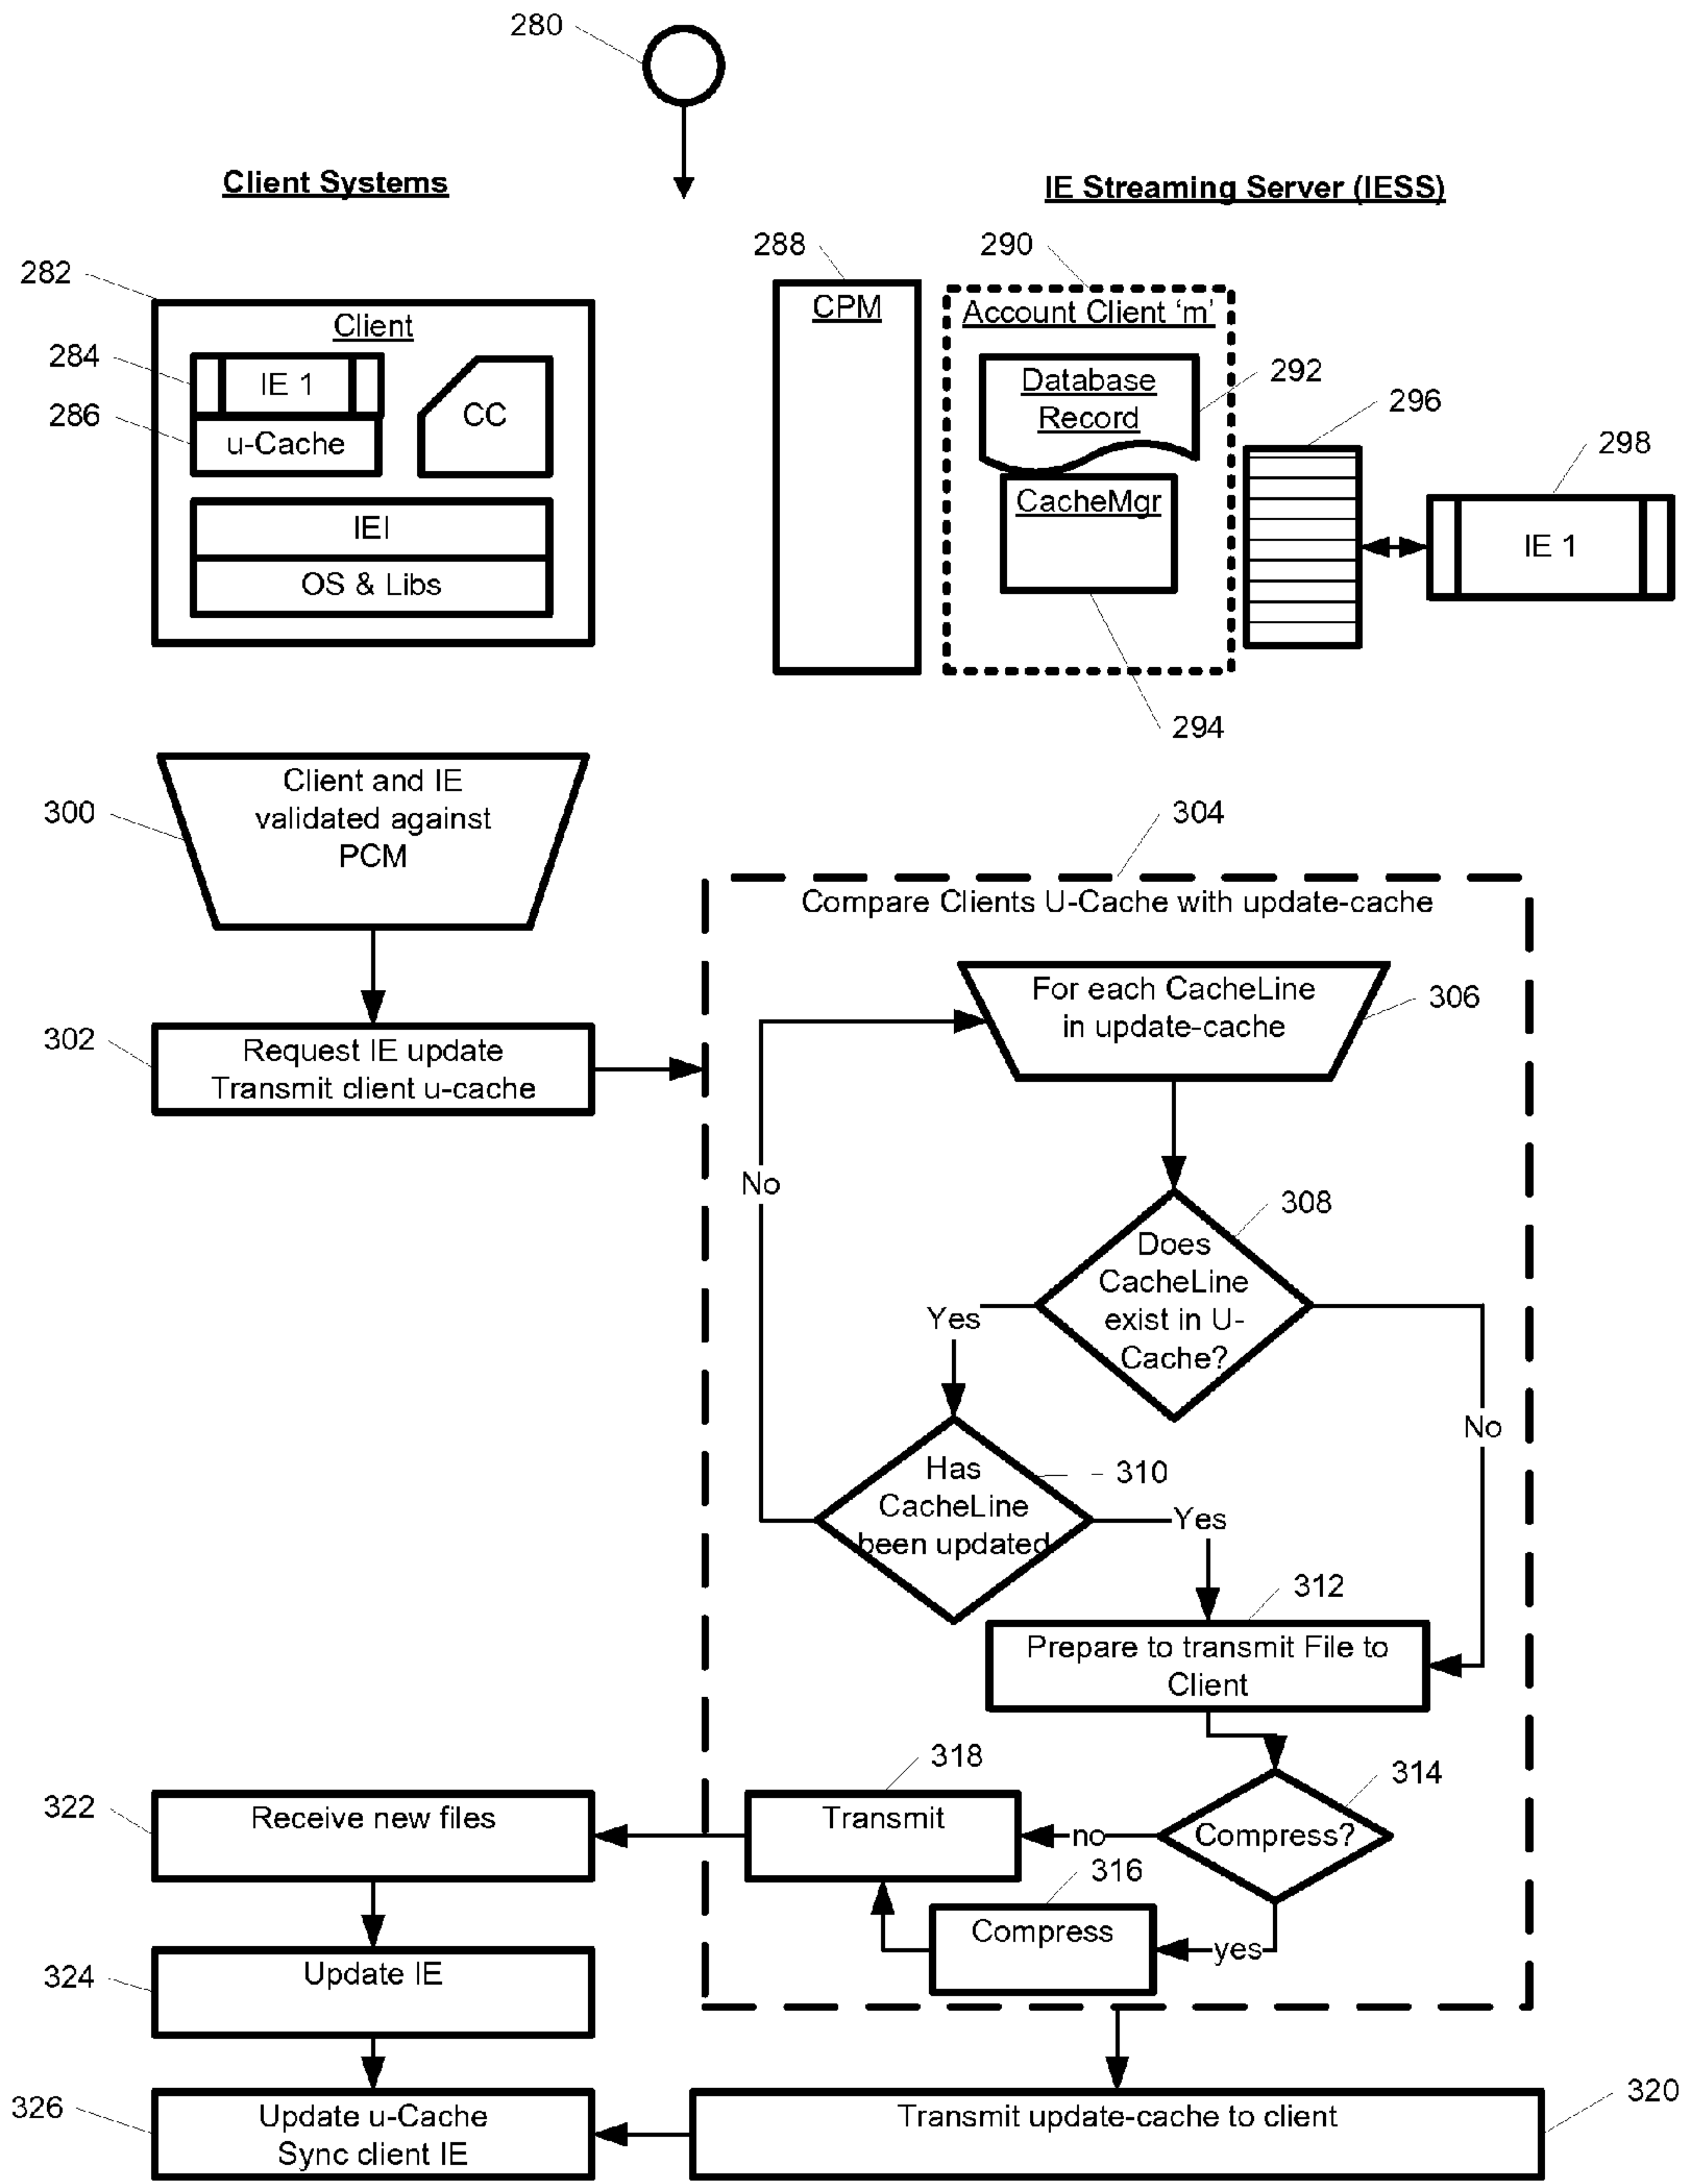 280
Client Systems
IE Streaming Server (IESS)
282
288
290
Client
CPM
Account Client ‘m’
284
IE 1
CC
Database
Record
292
296
286
u-Cache
298
CacheMgr
IEI
IE 1
OS & Libs
294
300
Client and IE
validated against
PCM
304
Compare Clients U-Cache with update-cache
302
Request IE update
Transmit client u-cache
For each CacheLine
in update-cache
306
No
308
Does
CacheLine
exist in U-
Cache?
Yes
No
310
Has
CacheLine
been updated
Yes
312
Prepare to transmit File to
Client
318
314
322
Receive new files
Transmit
no
Compress?
316
Compress
yes
324
Update IE
326
Update u-Cache
Sync client IE
Transmit update-cache to client
320